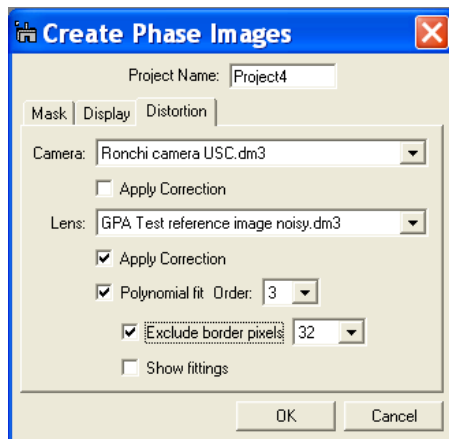 Create Phase Images
Project Name: Project4
Mask Display Distortion
Camera: Ronchi camera USC.dm3
Apply Correction
Lens: GPA Test reference image noisy.dm3
Apply Correction
Polynomial fit Order: 3
Exclude border pixels 32
Show fittings
OK Cancel